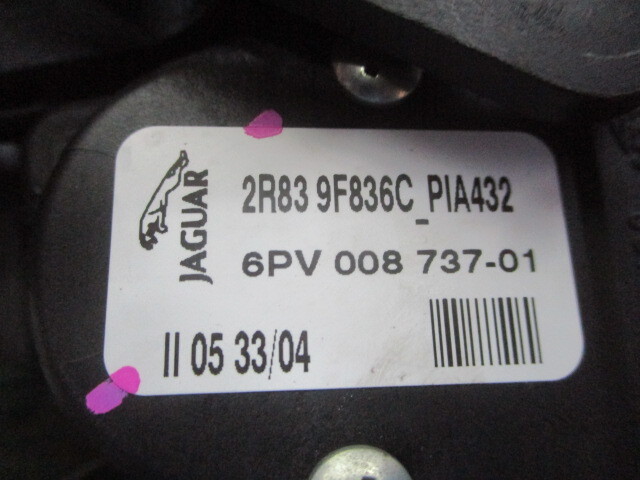 JAGUAR
2R83 9F836C_PIA432
6PV 008 737-01
II 05 33/04